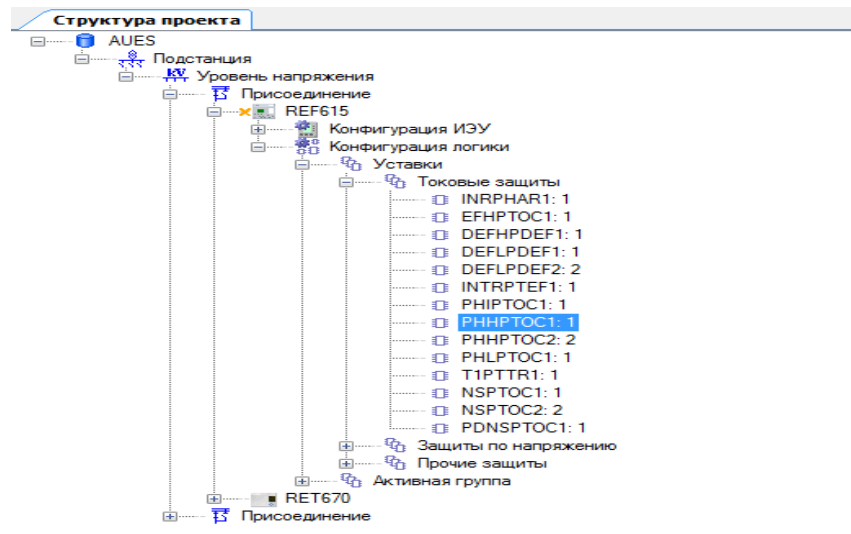 Структура проекта
AUES
Подстанция
Уровень напряжения
Присоединение
REF615
Конфигурация ИЭУ
Конфигурация логики
Уставки
Токовые защиты
INRPHAR1: 1
EFHPTOC1: 1
DEFHPDEF1: 1
DEFLPDEF1: 1
DEFLPDEF2: 2
INTRPTEF1: 1
PHIPTOC1: 1
PHHPTOC1: 1
PHHPTOC2: 2
PHLPTOC1: 1
T1PTTR1: 1
NSPTOC1: 1
NSPTOC2: 2
PDNSPTOC1: 1
Защиты по напряжению
Прочие защиты
Активная группа
RET670
Присоединение